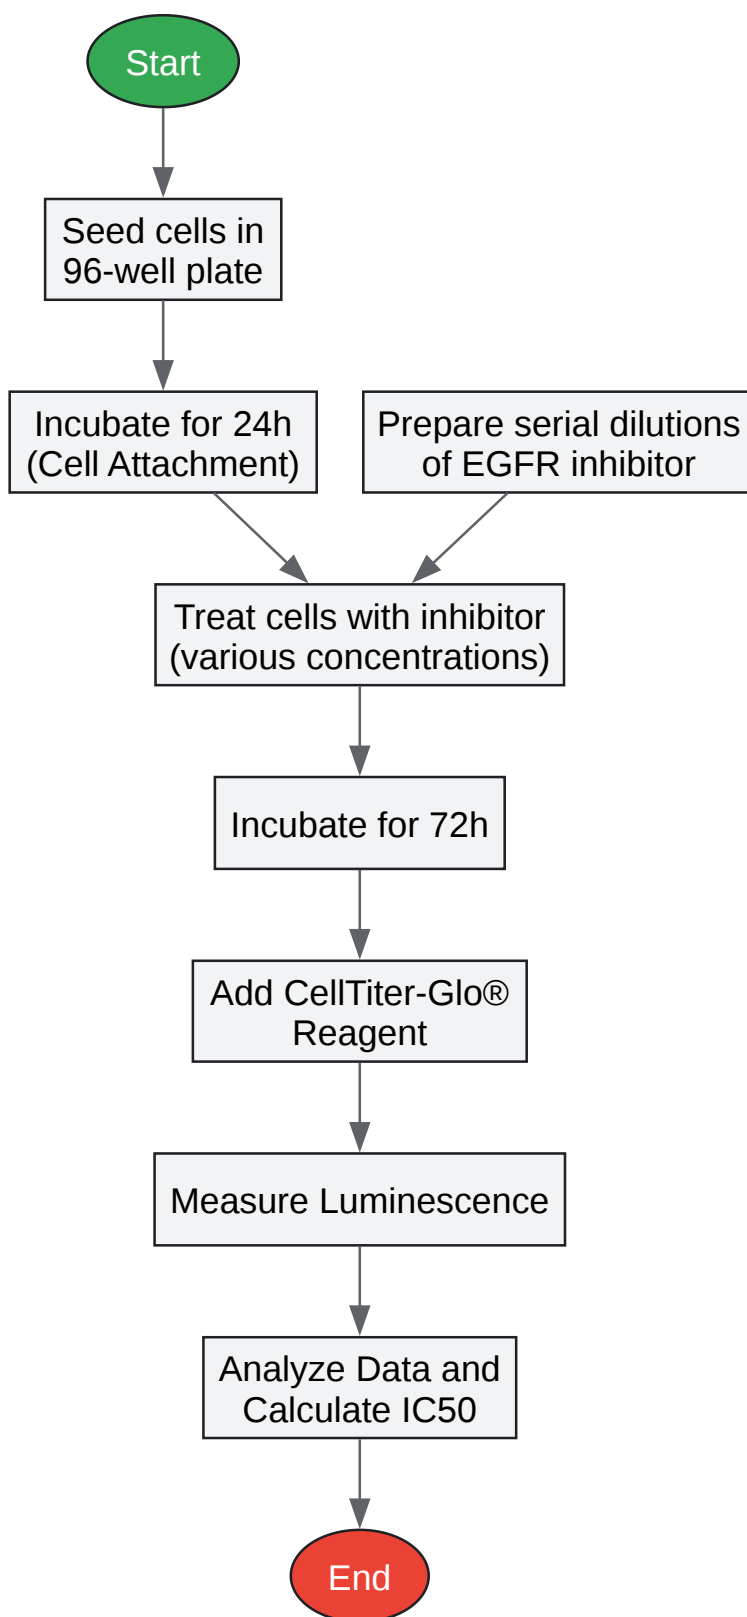 Start
Seed cells in
96-well plate
Incubate for 24h
(Cell Attachment)
Prepare serial dilutions
of EGFR inhibitor
Treat cells with inhibitor
(various concentrations)
Incubate for 72h
Add CellTiter-Glo®
Reagent
Measure Luminescence
Analyze Data and
Calculate IC50
End